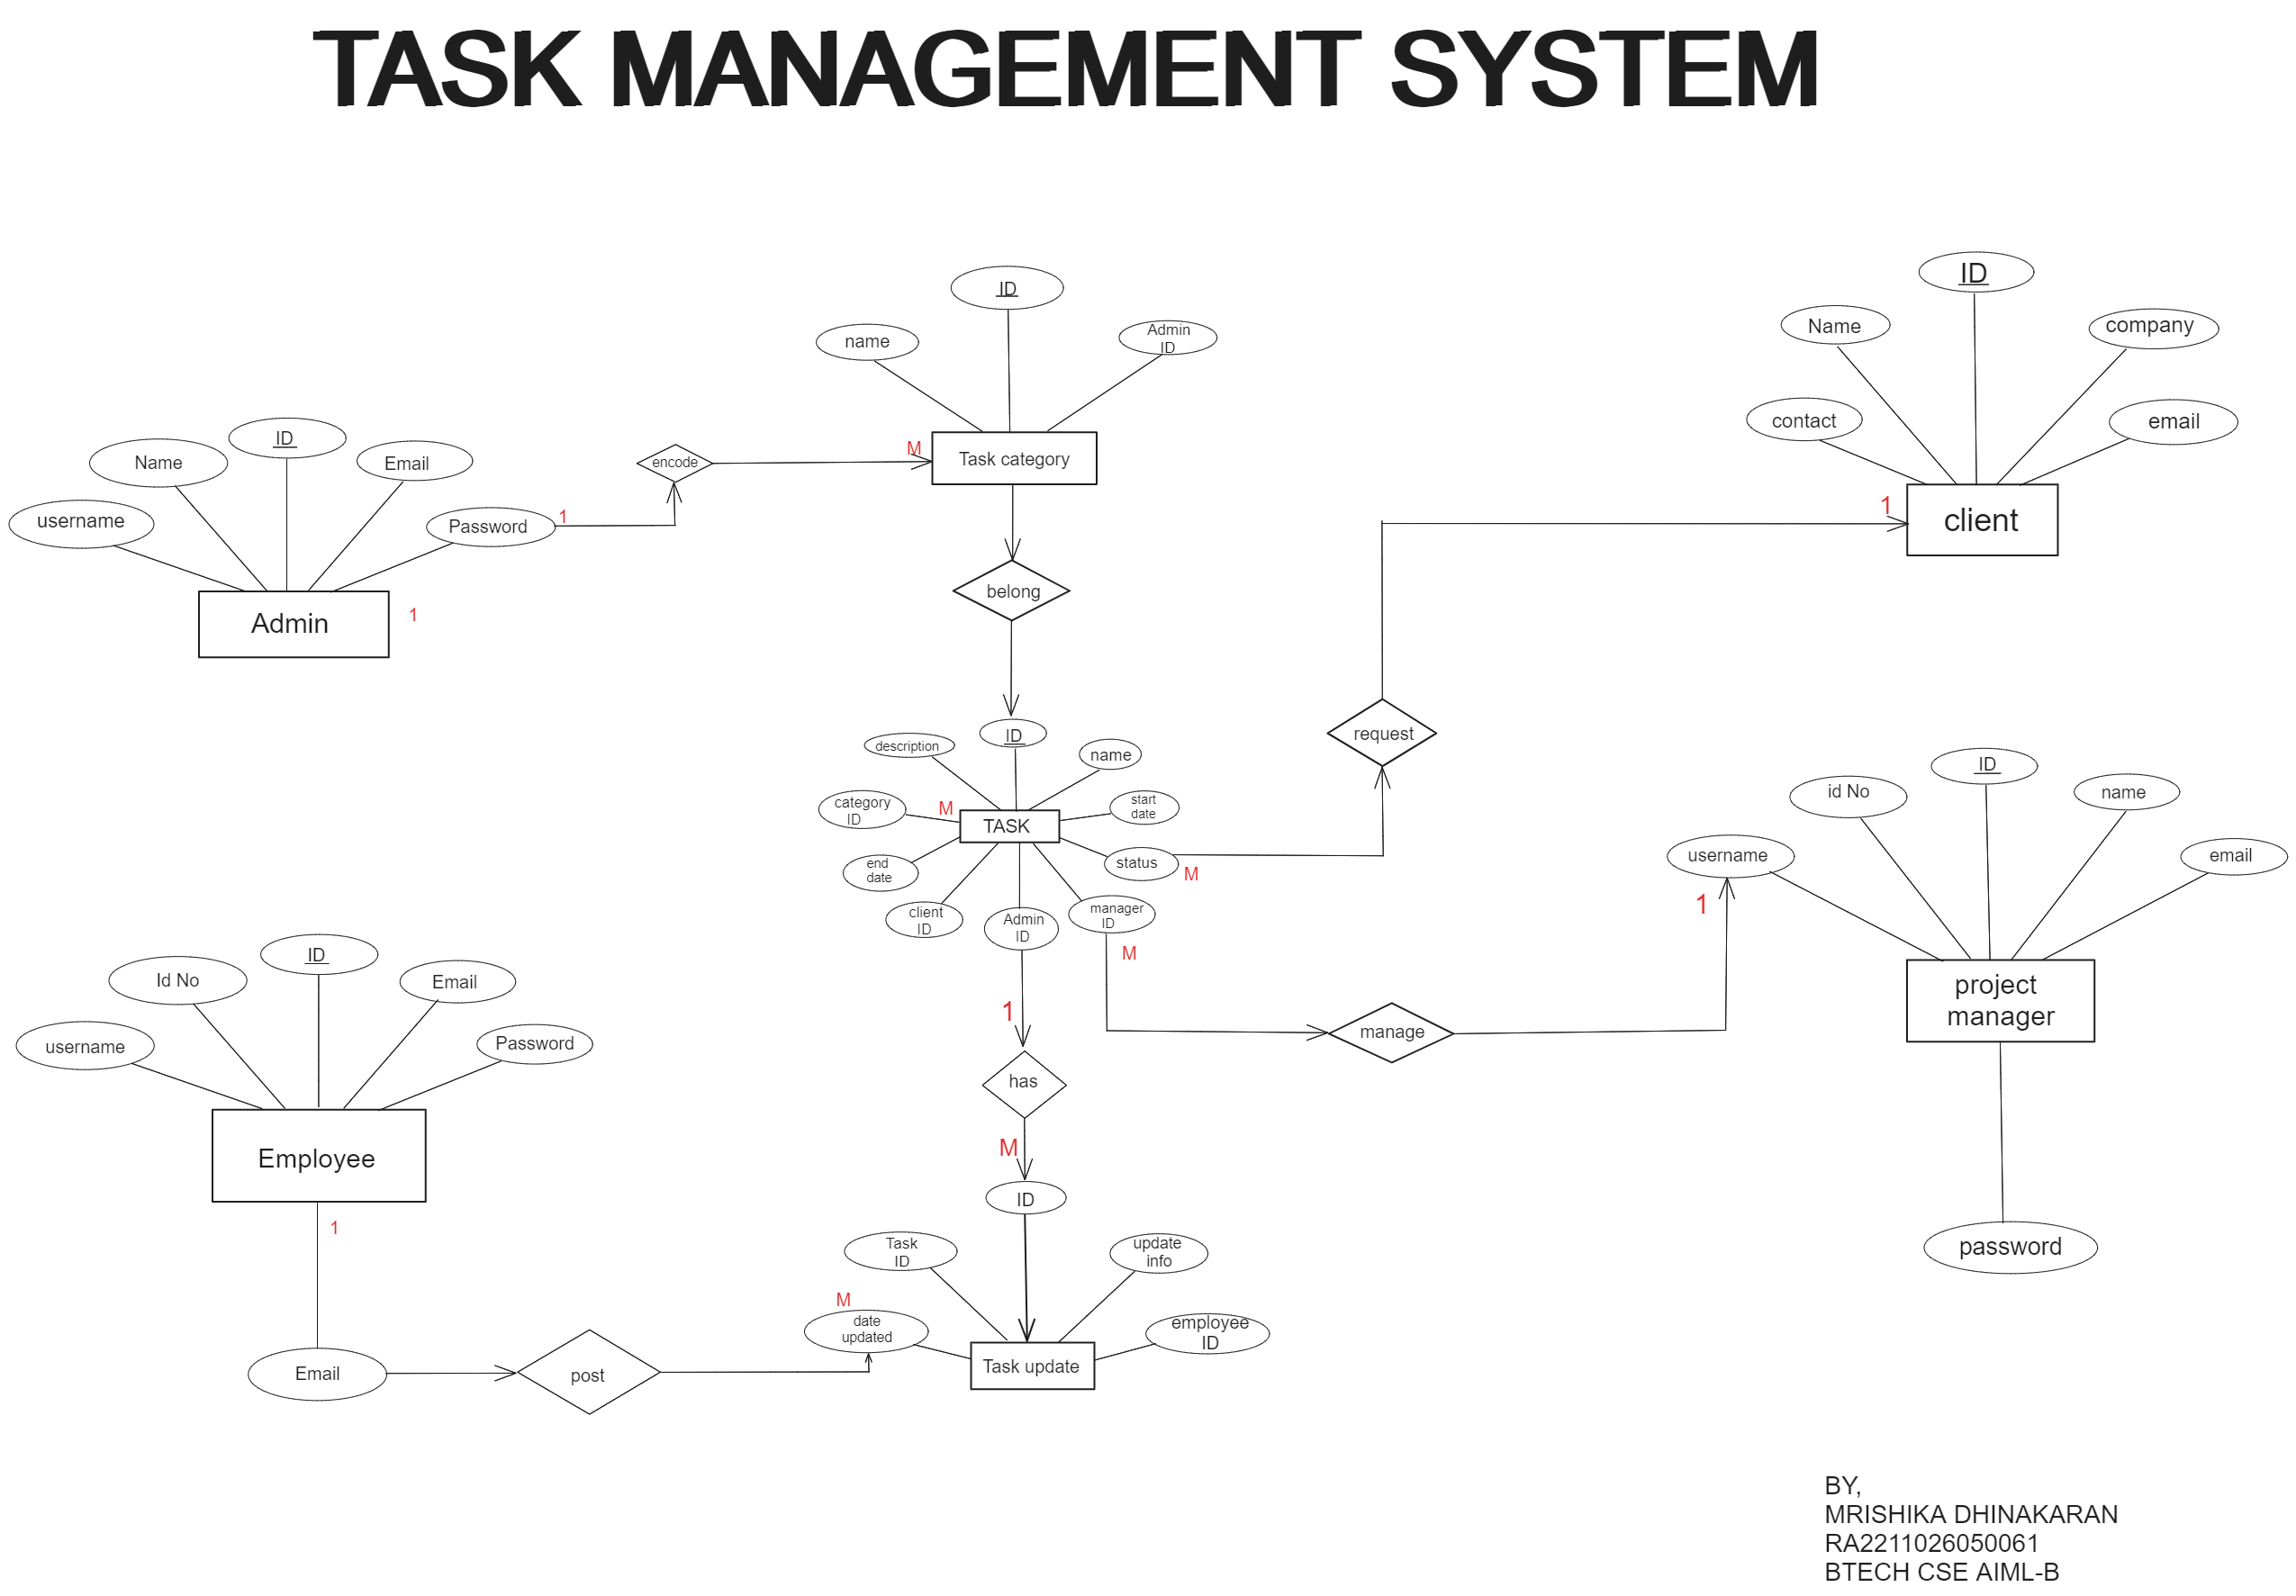 TASK MANAGEMENT SYSTEM
ID
name
Admin
ID
Task category
M
encode
belong
ID
Name
company
contact
email
client
1
request
ID
Name
Email
username
Password
1
Admin
1
ID
description
name
category
ID
M
TASK
start
date
end
date
status
M
client
ID
Admin
ID
manager
ID
M
1
has
M
manage
ID
id No
name
username
email
1
project
manager
password
ID
Id No
Email
username
Password
Employee
1
Email
post
ID
Task
ID
update
info
M
date
updated
employee
ID
Task update
BY,
MRISHIKA DHINAKARAN
RA2211026050061
BTECH CSE AIML-B